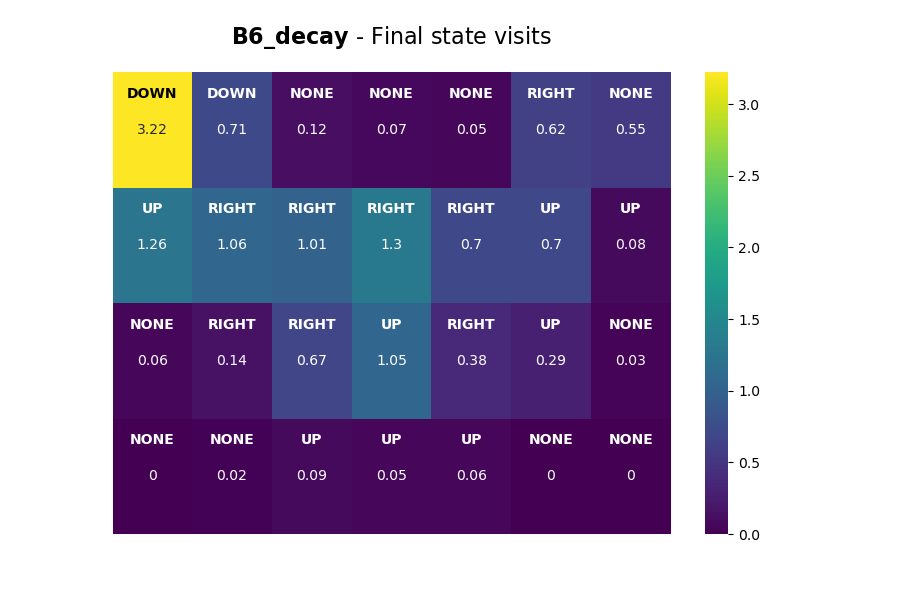 B6_decay - Final state visits
DOWN DOWN NONE NONE NONE RIGHT NONE
3.22 0.71 0.12 0.07 0.05 0.62 0.55
UP RIGHT RIGHT RIGHT RIGHT UP UP
1.26 1.06 1.01 1.3 0.7 0.7 0.08
NONE RIGHT RIGHT UP RIGHT UP NONE
0.06 0.14 0.67 1.05 0.38 0.29 0.03
NONE NONE UP UP UP NONE NONE
0 0.02 0.09 0.05 0.06 0 0
3.0
2.5
2.0
1.5
1.0
0.5
0.0